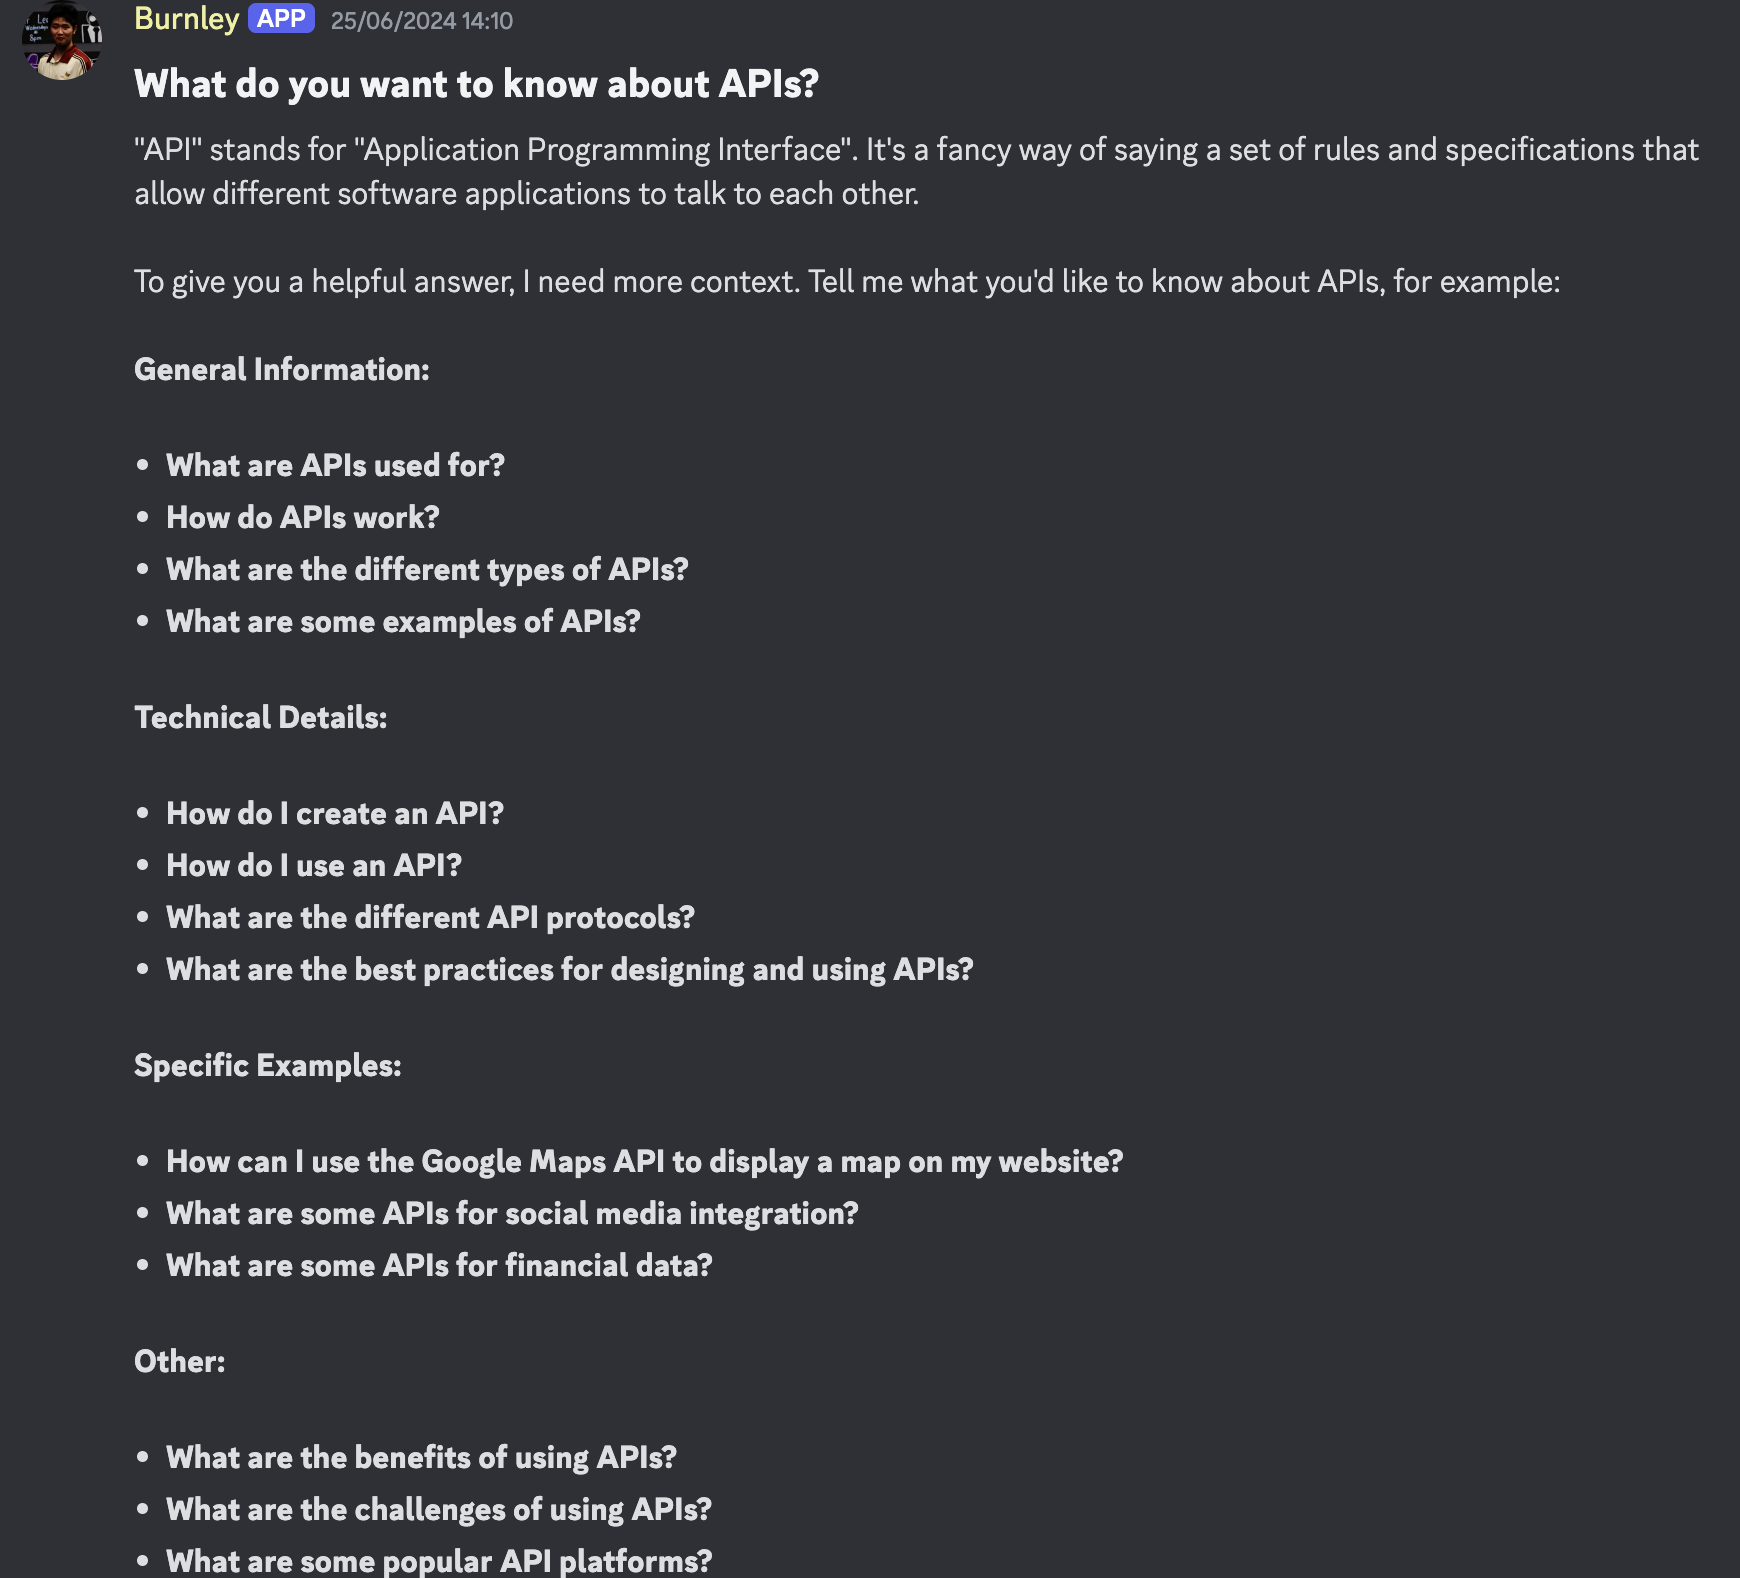 Burnley APP 25/06/2024 14:10
What do you want to know about APIs?
"API" stands for "Application Programming Interface". It's a fancy way of saying a set of rules and specifications that
allow different software applications to talk to each other.
To give you a helpful answer, I need more context. Tell me what you'd like to know about APIs, for example:
General Information:
• What are APIs used for?
• How do APIs work?
• What are the different types of APIs?
• What are some examples of APIs?
Technical Details:
• How do I create an API?
• How do I use an API?
• What are the different API protocols?
• What are the best practices for designing and using APIs?
Specific Examples:
• How can I use the Google Maps API to display a map on my website?
• What are some APIs for social media integration?
• What are some APIs for financial data?
Other:
• What are the benefits of using APIs?
• What are the challenges of using APIs?
• What are some popular API platforms?